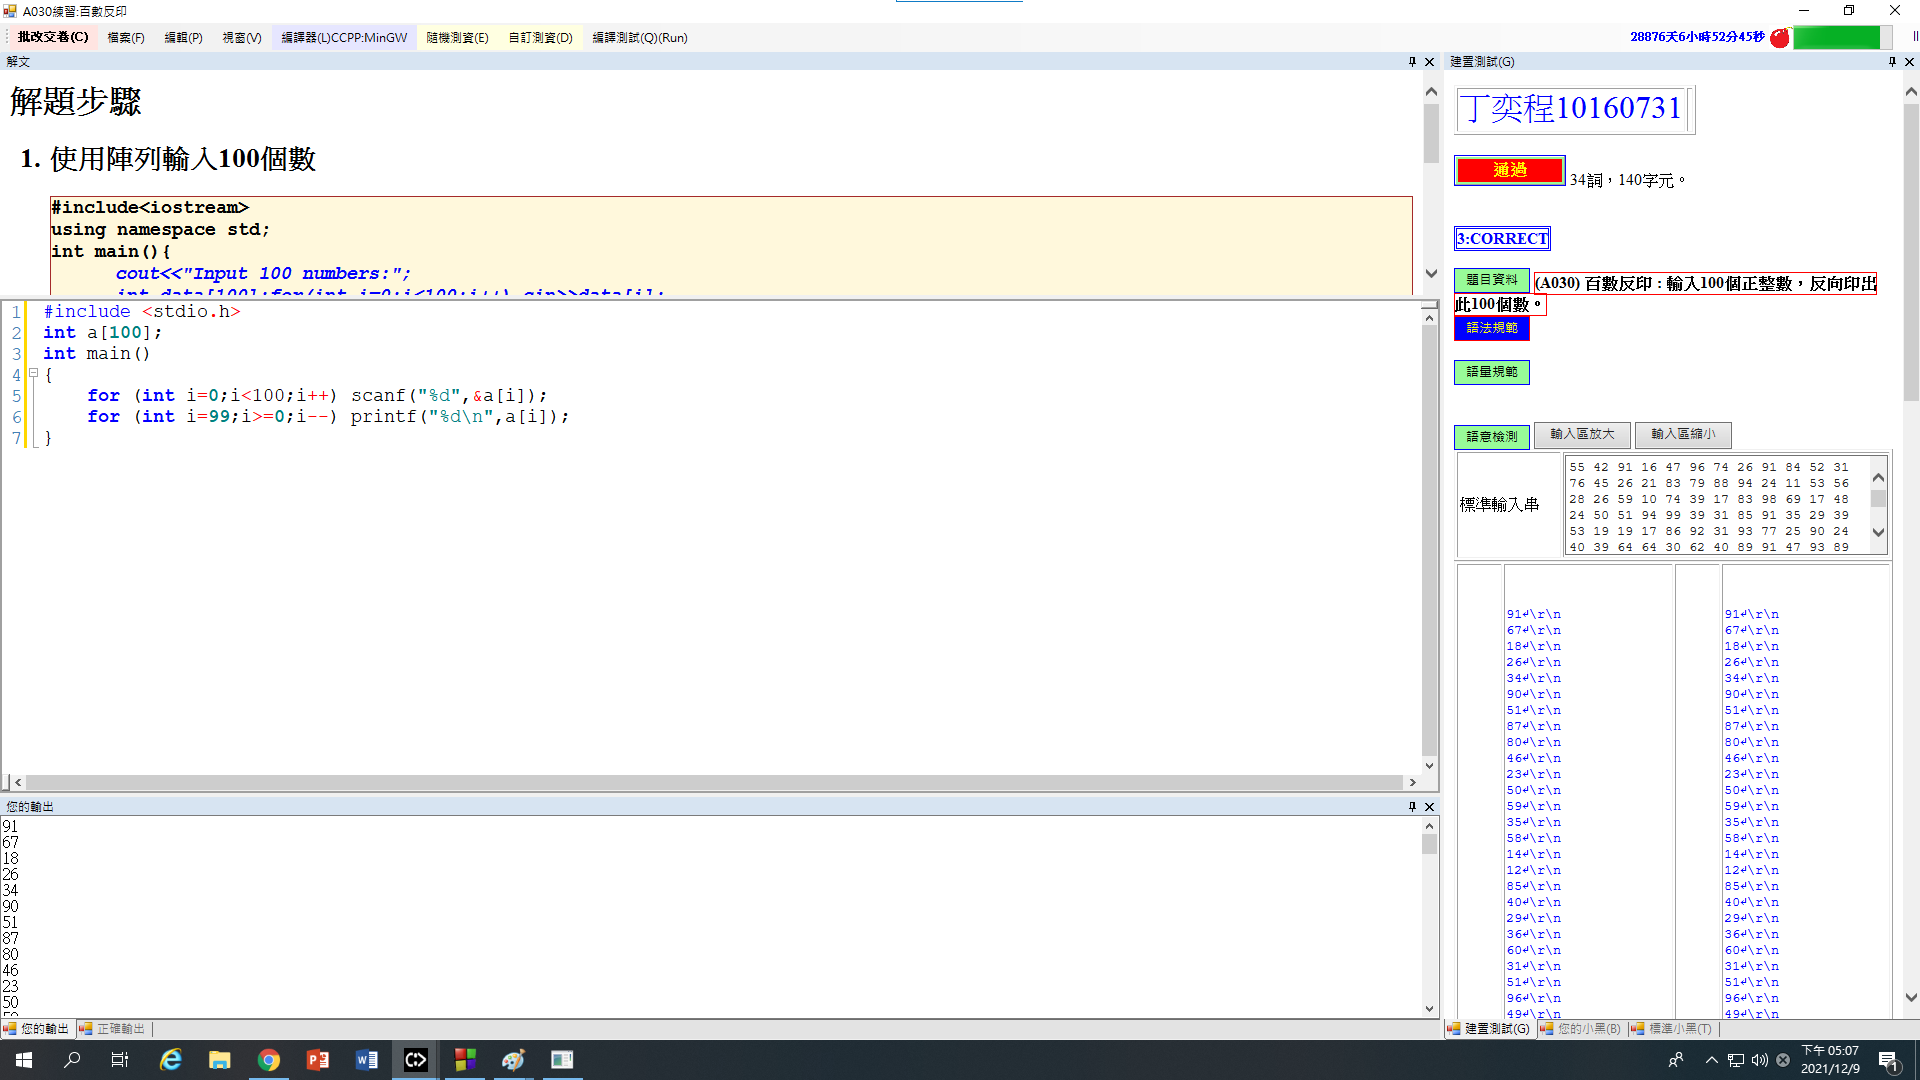 A030練習:百數反印
批改交卷(C) 檔案(F) 編輯(P) 視窗(V) 編譯器(L)CCPP:MinGW 隨機測資(E) 自訂測資(D) 編譯測試(Q)(Run)
28876天6小時52分45秒
解文
解題步驟
1. 使用陣列輸入100個數
#include<iostream>
using namespace std;
int main(){
cout<<"Input 100 numbers:";
int data[100];for(int i=0;i<100;i++) cin>>data[i];
1 #include <stdio.h>
2 int a[100];
3 int main()
4 {
5 for (int i=0;i<100;i++) scanf("%d",&a[i]);
6 for (int i=99;i>=0;i--) printf("%d\n",a[i]);
7 }
您的輸出
91
67
18
26
34
90
51
87
80
46
23
50
59
您的輸出 正確輸出
建置測試(G)
丁奕程10160731
通過 34詞，140字元。
3:CORRECT
題目資料 (A030) 百數反印 : 輸入100個正整數，反向印出
此100個數。
語法規範
語量規範
語意檢測 輸入區放大 輸入區縮小
標準輸入串
55 42 91 16 47 96 74 26 91 84 52 31
76 45 26 21 83 79 88 94 24 11 53 56
28 26 59 10 74 39 17 83 98 69 17 48
24 50 51 94 99 39 31 85 91 35 29 39
53 19 19 17 86 92 31 93 77 25 90 24
40 39 64 64 30 62 40 89 91 47 93 89
91↲\r\n 91↲\r\n
67↲\r\n 67↲\r\n
18↲\r\n 18↲\r\n
26↲\r\n 26↲\r\n
34↲\r\n 34↲\r\n
90↲\r\n 90↲\r\n
51↲\r\n 51↲\r\n
87↲\r\n 87↲\r\n
80↲\r\n 80↲\r\n
46↲\r\n 46↲\r\n
23↲\r\n 23↲\r\n
50↲\r\n 50↲\r\n
59↲\r\n 59↲\r\n
35↲\r\n 35↲\r\n
58↲\r\n 58↲\r\n
14↲\r\n 14↲\r\n
12↲\r\n 12↲\r\n
85↲\r\n 85↲\r\n
40↲\r\n 40↲\r\n
29↲\r\n 29↲\r\n
36↲\r\n 36↲\r\n
60↲\r\n 60↲\r\n
31↲\r\n 31↲\r\n
51↲\r\n 51↲\r\n
96↲\r\n 96↲\r\n
49↲\r\n 49↲\r\n
建置測試(G) 您的小黑(B) 標準小黑(T)
下午 05:07
2021/12/9
1